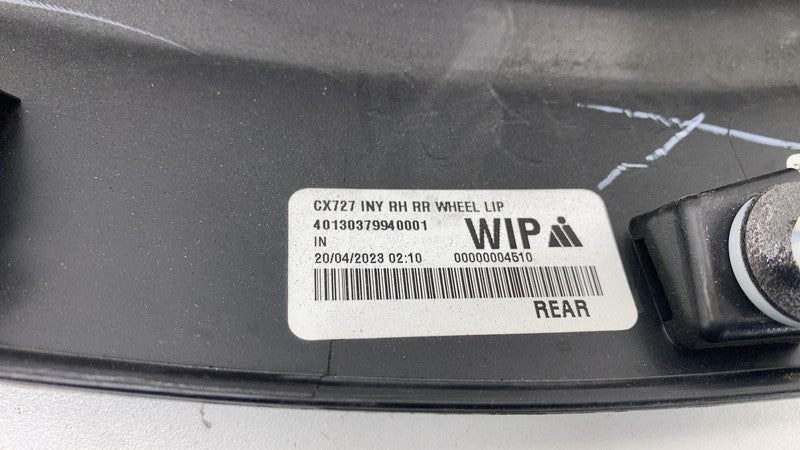 CX727 INY RH RR WHEEL LIP
40130379940001
WIP
IN
20/04/2023 02:10 00000004510
REAR